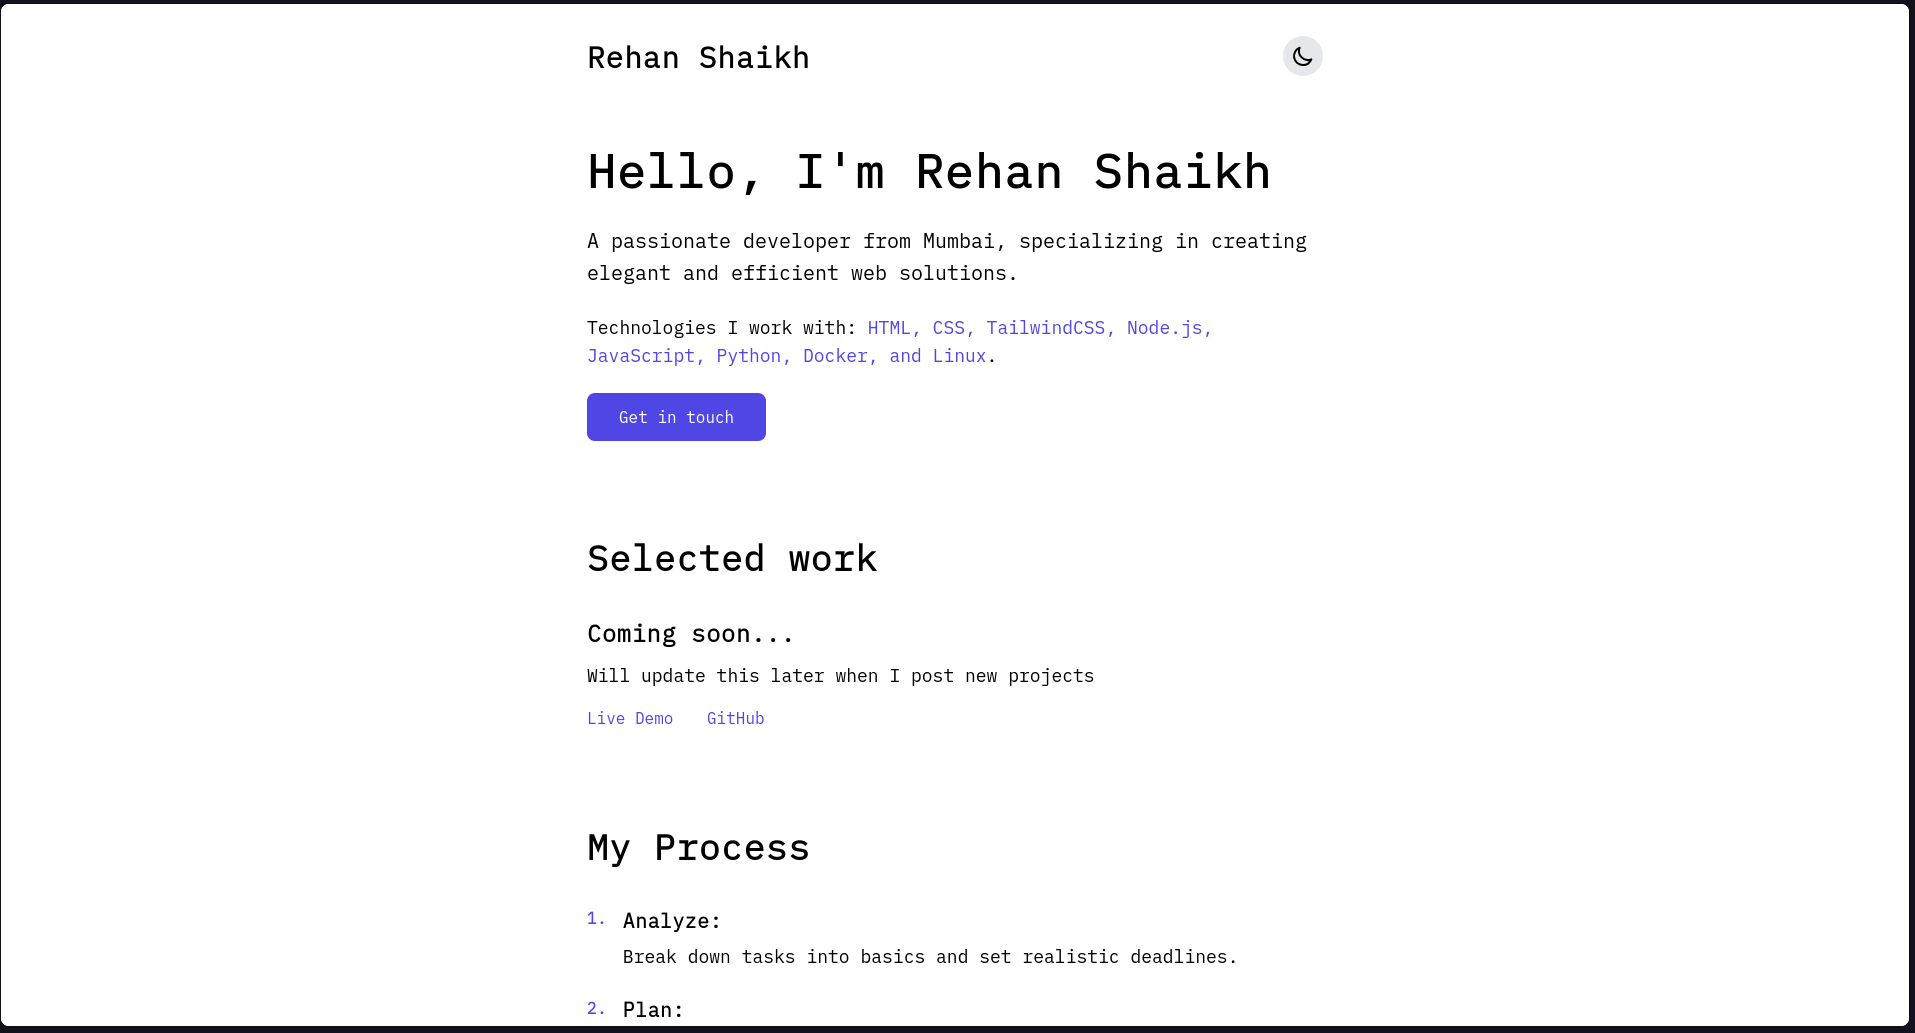 Rehan Shaikh
Hello, I'm Rehan Shaikh
A passionate developer from Mumbai, specializing in creating
elegant and efficient web solutions.
Technologies I work with: HTML, CSS, TailwindCSS, Node.js,
JavaScript, Python, Docker, and Linux.
Get in touch
Selected work
Coming soon...
Will update this later when I post new projects
Live Demo GitHub
My Process
1. Analyze:
Break down tasks into basics and set realistic deadlines.
2. Plan: